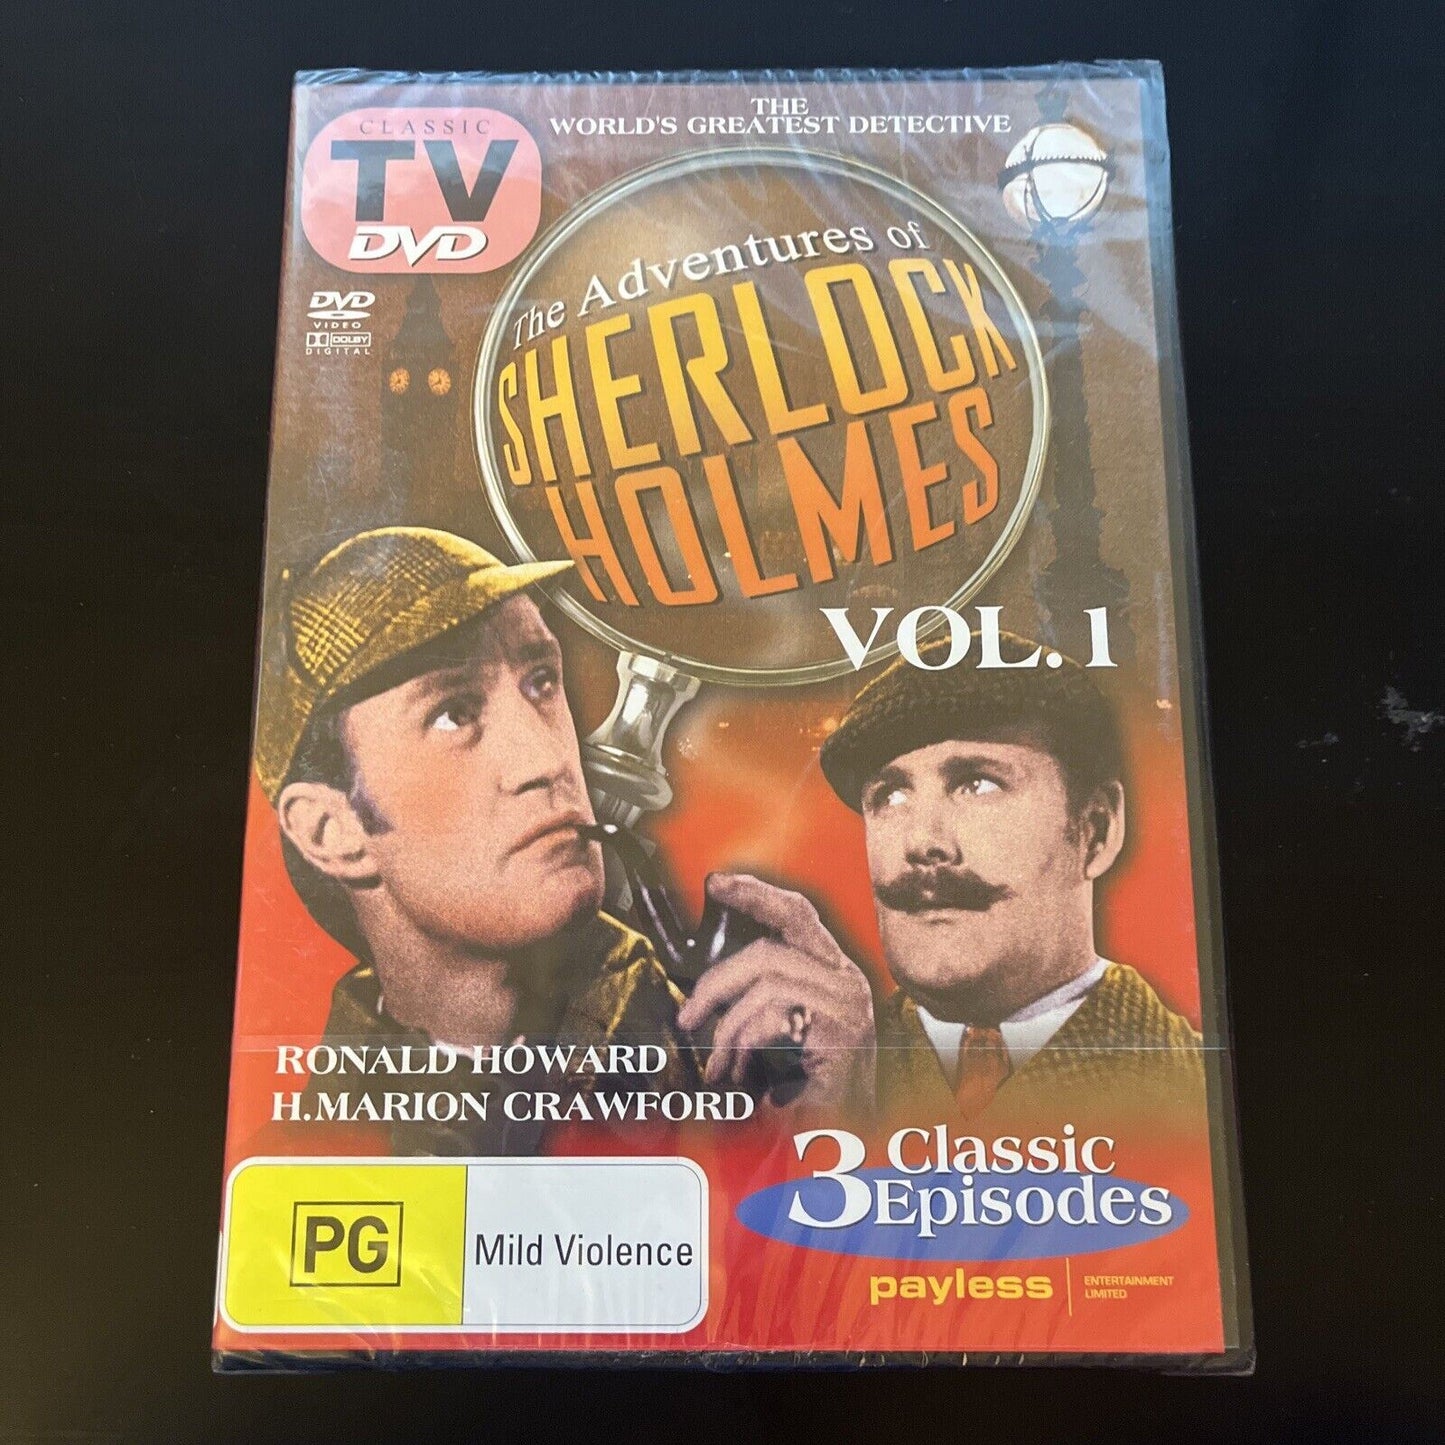 THE
WORLD'S GREATEST DETECTIVE
CLASSIC
TV
DVD
DVD
VIDEO
DOLBY
DIGITAL
The Adventures of
SHERLOCK
HOLMES
VOL. 1
RONALD HOWARD
H.MARION CRAWFORD
3 Classic
Episodes
PG
Mild Violence
payless
ENTERTAINMENT
LIMITED